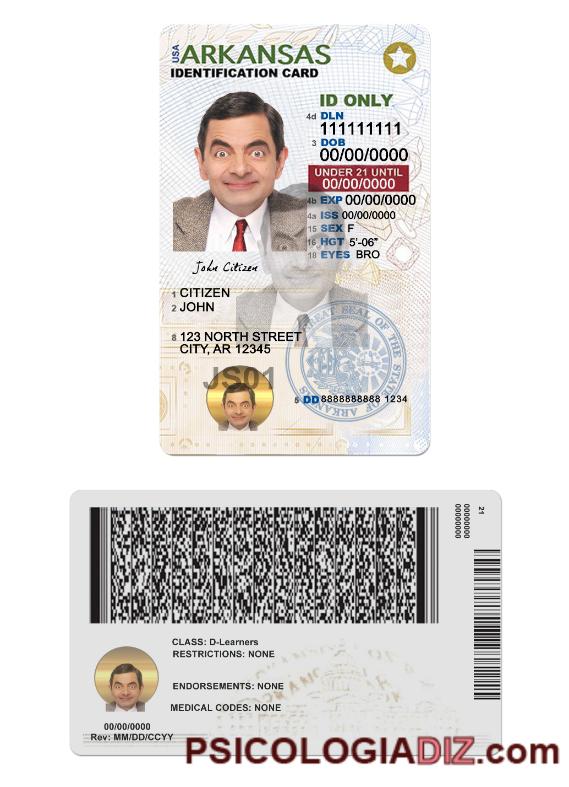 USA
ARKANSAS
IDENTIFICATION CARD
ID ONLY
4d DLN
111111111
3 DOB
00/00/0000
UNDER 21 UNTIL
00/00/0000
4b EXP 00/00/0000
4a ISS 00/00/0000
15 SEX F
16 HGT 5'-06"
18 EYES BRO
John Citizen
1 CITIZEN
2 JOHN
8 123 NORTH STREET
CITY, AR 12345
JS01
GREAT SEAL OF THE STATE OF ARKANSAS
5 DD 8888888888 1234
21
00000000
00000000
CLASS: D-Learners
RESTRICTIONS: NONE
ENDORSEMENTS: NONE
MEDICAL CODES: NONE
00/00/0000
Rev: MM/DD/CCYY
PSICOLOGIADIZ.com